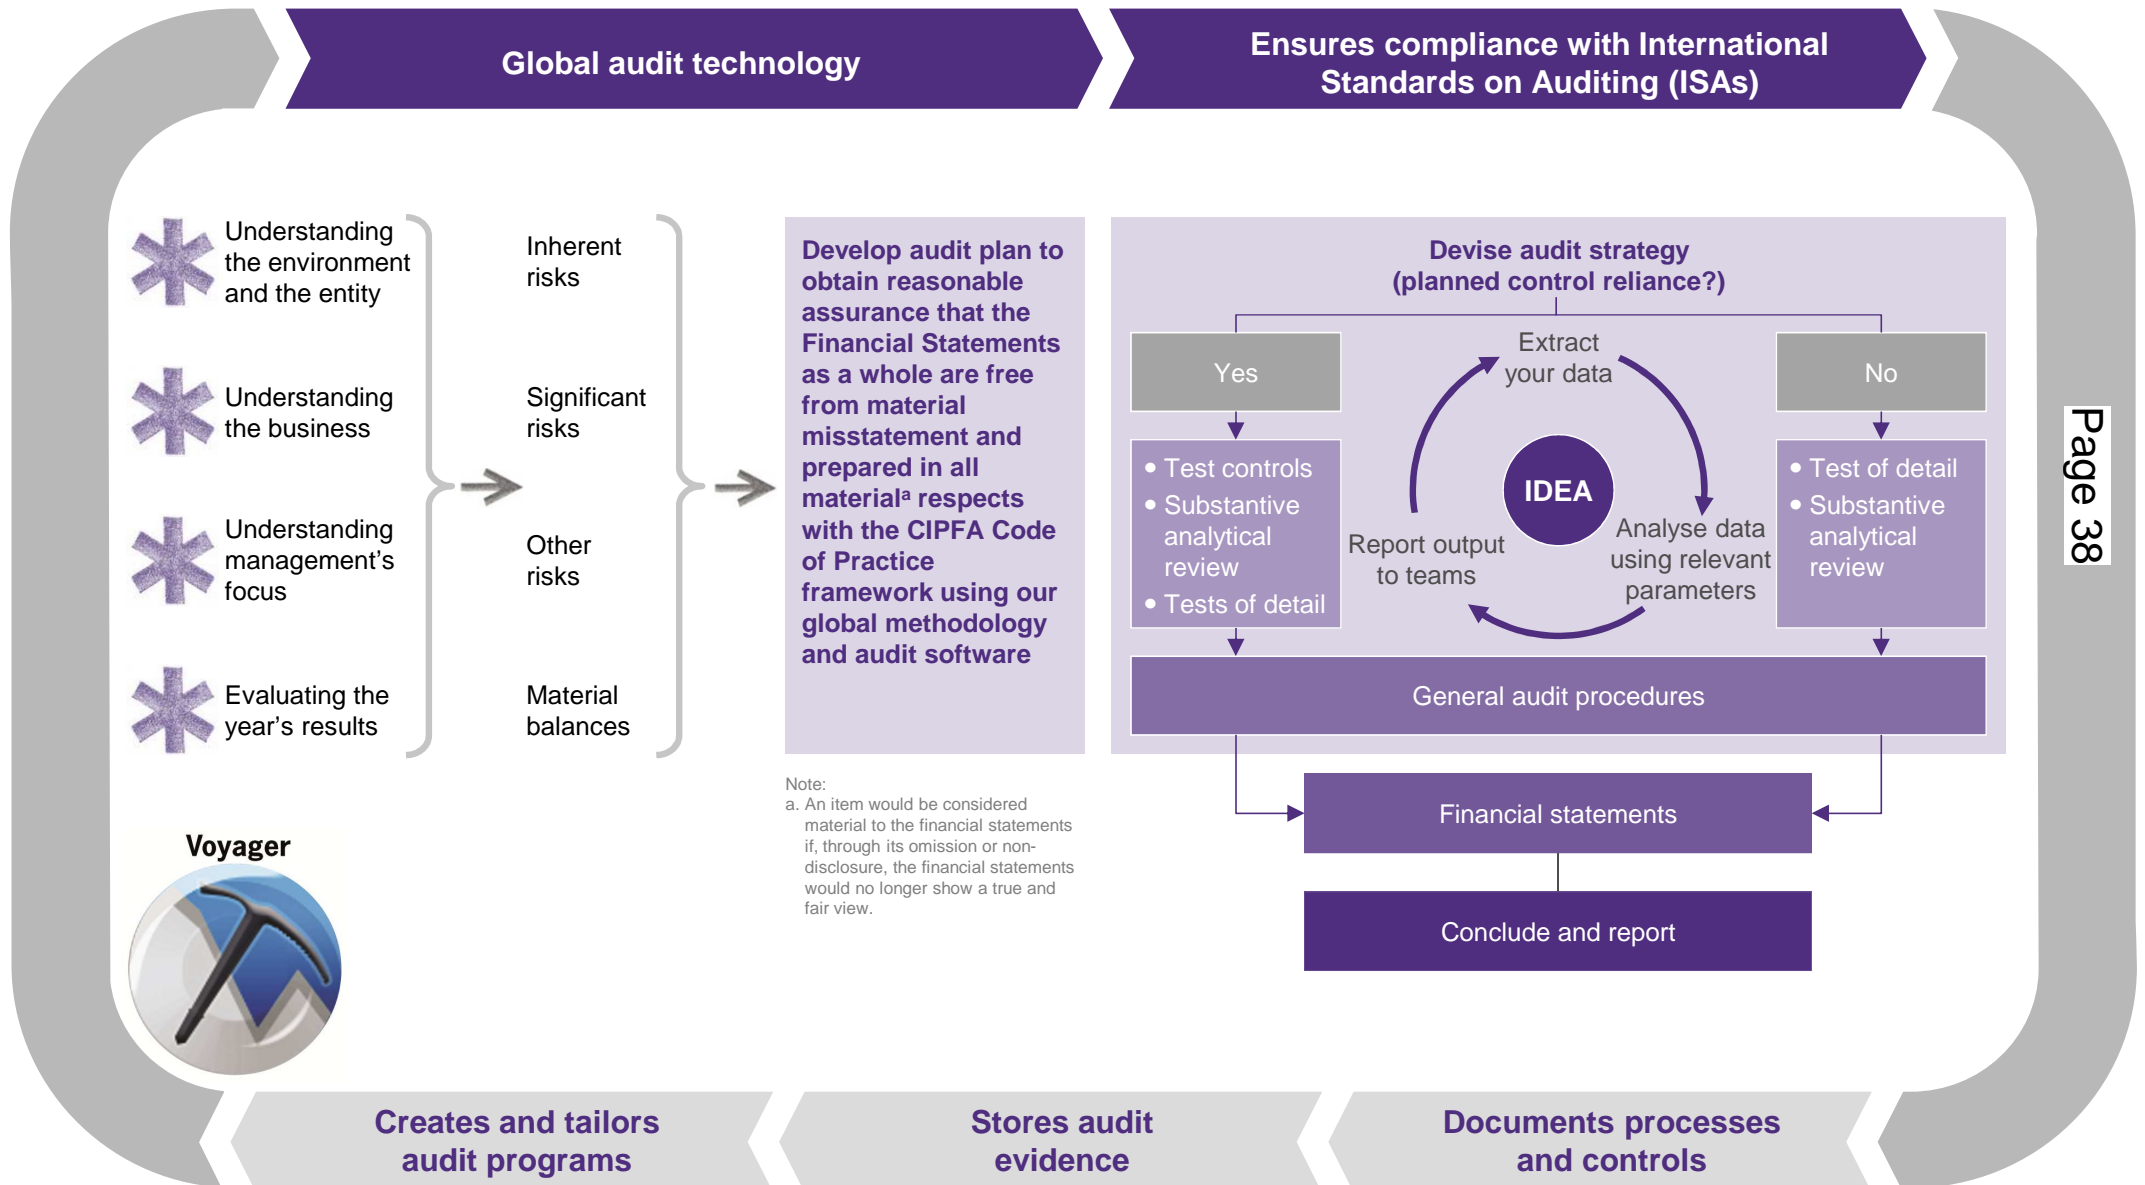 Global audit technology
Ensures compliance with International
Standards on Auditing (ISAs)
Understanding
the environment
and the entity
Understanding
the business
Understanding
management's
focus
Evaluating the
year's results
Inherent
risks
Significant
risks
Other
risks
Material
balances
Develop audit plan to
obtain reasonable
assurance that the
Financial Statements
as a whole are free
from material
misstatement and
prepared in all
materialᵃ respects
with the CIPFA Code
of Practice
framework using our
global methodology
and audit software
Note:
a. An item would be considered
material to the financial statements
if, through its omission or non-
disclosure, the financial statements
would no longer show a true and
fair view.
Devise audit strategy
(planned control reliance?)
Yes
• Test controls
• Substantive
analytical
review
• Tests of detail
Extract
your data
IDEA
Analyse data
using relevant
parameters
Report output
to teams
No
• Test of detail
• Substantive
analytical
review
General audit procedures
Financial statements
Conclude and report
Voyager
Creates and tailors
audit programs
Stores audit
evidence
Documents processes
and controls
Page 38